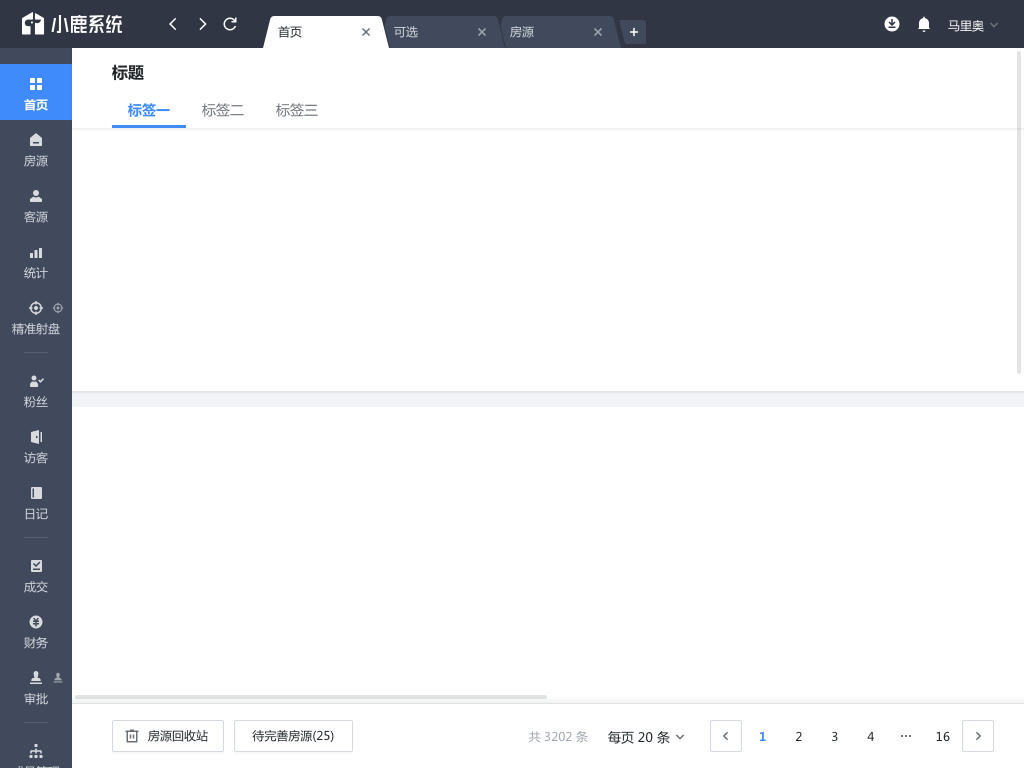 小鹿系统
首页
可选
房源
马里奥
标题
标签一 标签二 标签三
首页
房源
客源
统计
精准射盘
粉丝
访客
日记
成交
财务
审批
房源回收站 待完善房源(25) 共 3202 条 每页 20 条 1 2 3 4 ··· 16